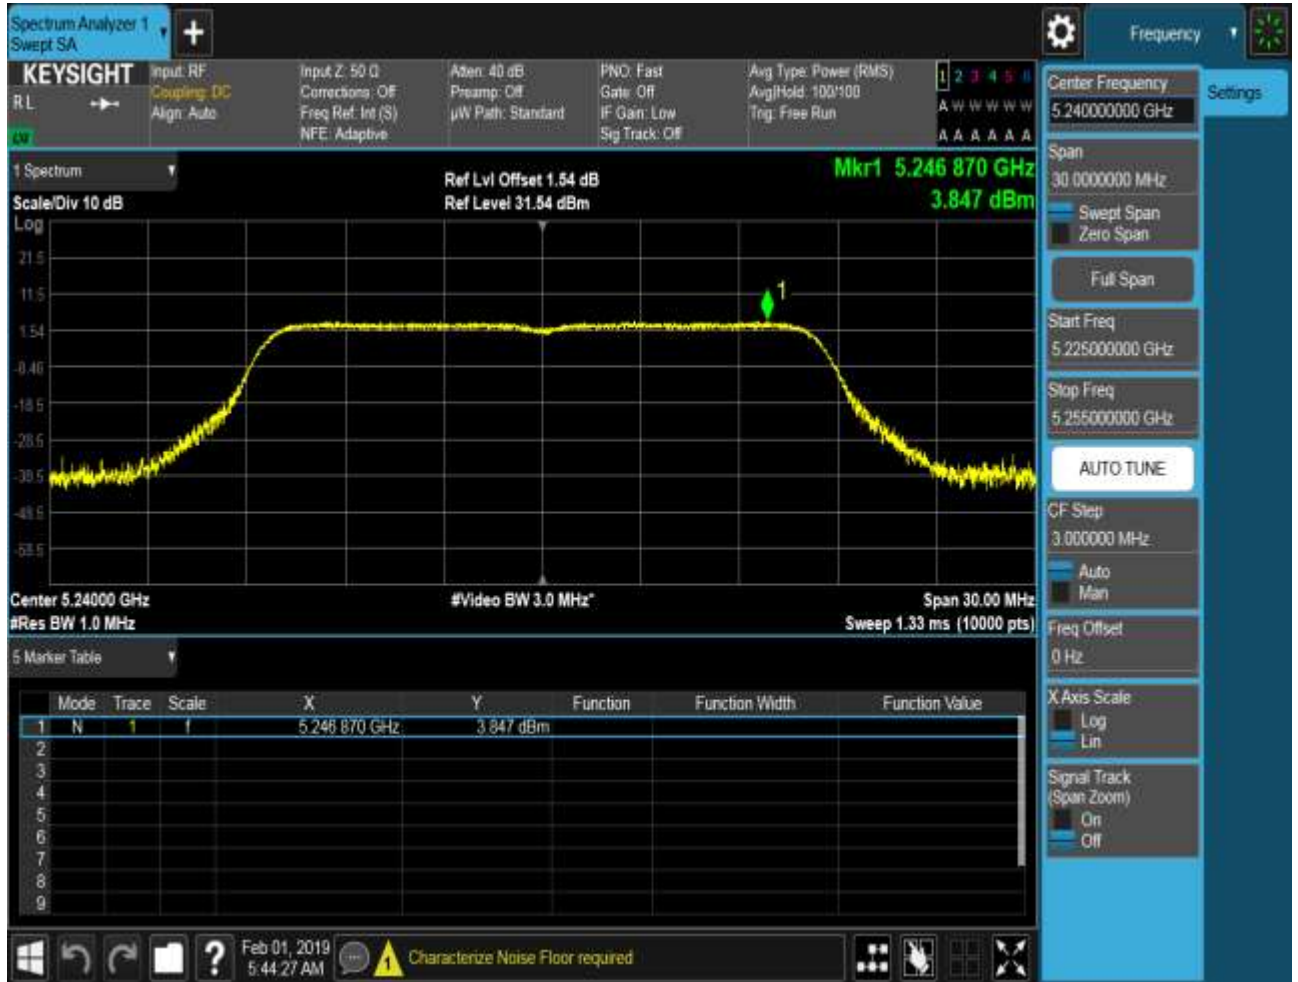 Spectrum Analyzer 1
Swept SA
+
Frequency
KEYSIGHT
R L
Input: RF
Coupling: DC
Align: Auto
Input Z: 50 Ω
Corrections: Off
Freq Ref: Int (S)
NFE: Adaptive
Atten: 40 dB
Preamp: Off
µW Path: Standard
PNO: Fast
Gate: Off
IF Gain: Low
Sig Track: Off
Avg Type: Power (RMS)
Avg|Hold: 100/100
Trig: Free Run
1 2 3 4 5 6
A W W W W W
A A A A A A
1 Spectrum
Scale/Div 10 dB
Ref Lvl Offset 1.54 dB
Ref Level 31.54 dBm
Mkr1 5.246 870 GHz
3.847 dBm
Log
21.5
11.5
1.54
-8.46
-18.5
-28.5
-38.5
-48.5
-58.5
1
Center 5.24000 GHz
#Video BW 3.0 MHz*
Span 30.00 MHz
#Res BW 1.0 MHz
Sweep 1.33 ms (10000 pts)
5 Marker Table
Mode Trace Scale X Y Function Function Width Function Value
1 N 1 f 5.246 870 GHz 3.847 dBm
2
3
4
5
6
7
8
9
Feb 01, 2019
5:44:27 AM
?
1
Characterize Noise Floor required
Center Frequency
5.240000000 GHz
Settings
Span
30.0000000 MHz
Swept Span
Zero Span
Full Span
Start Freq
5.225000000 GHz
Stop Freq
5.255000000 GHz
AUTO TUNE
CF Step
3.000000 MHz
Auto
Man
Freq Offset
0 Hz
X Axis Scale
Log
Lin
Signal Track
(Span Zoom)
On
Off